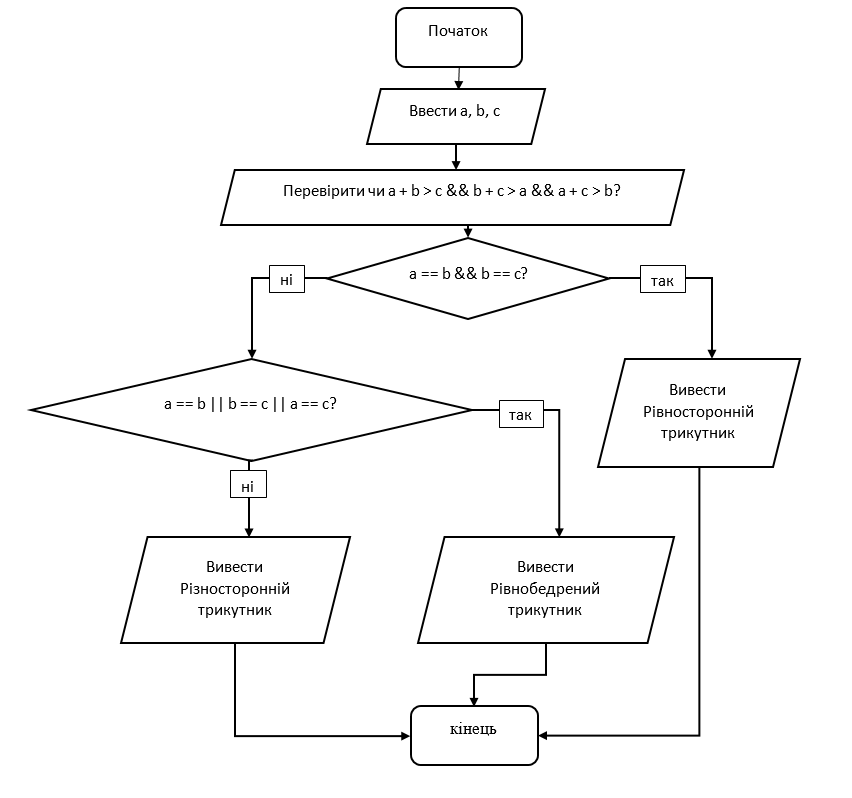 Початок
Ввести a, b, c
Перевірити чи a + b > c && b + c > a && a + c > b?
a == b && b == c?
ні
так
a == b || b == c || a == c?
так
ні
Вивести
Рівносторонній
трикутник
Вивести
Різносторонній
трикутник
Вивести
Рівнобедрений
трикутник
кінець